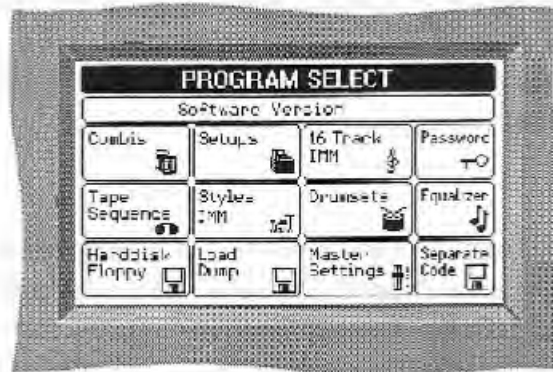 PROGRAM SELECT
Software Version
Combis
Setups
16 Track
IMM
Password
Tape
Sequence
Styles
IMM
Drumsets
Equalizer
Harddisk
Floppy
Load
Dump
Master
Settings
Separate
Code